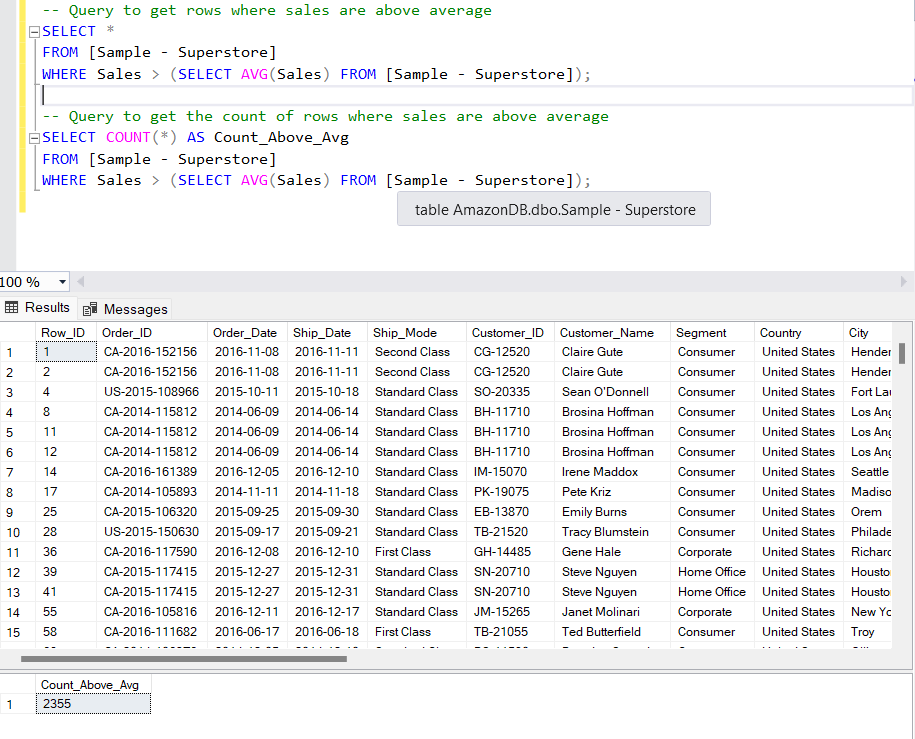 -- Query to get rows where sales are above average
SELECT *
FROM [Sample - Superstore]
WHERE Sales > (SELECT AVG(Sales) FROM [Sample - Superstore]);
-- Query to get the count of rows where sales are above average
SELECT COUNT(*) AS Count_Above_Avg
FROM [Sample - Superstore]
WHERE Sales > (SELECT AVG(Sales) FROM [Sample - Superstore]);
table AmazonDB.dbo.Sample - Superstore
100 %
Results Messages
Row_ID Order_ID Order_Date Ship_Date Ship_Mode Customer_ID Customer_Name Segment Country City
1 1 CA-2016-152156 2016-11-08 2016-11-11 Second Class CG-12520 Claire Gute Consumer United States Hender
2 2 CA-2016-152156 2016-11-08 2016-11-11 Second Class CG-12520 Claire Gute Consumer United States Hender
3 4 US-2015-108966 2015-10-11 2015-10-18 Standard Class SO-20335 Sean O'Donnell Consumer United States Fort Lau
4 8 CA-2014-115812 2014-06-09 2014-06-14 Standard Class BH-11710 Brosina Hoffman Consumer United States Los Ang
5 11 CA-2014-115812 2014-06-09 2014-06-14 Standard Class BH-11710 Brosina Hoffman Consumer United States Los Ang
6 12 CA-2014-115812 2014-06-09 2014-06-14 Standard Class BH-11710 Brosina Hoffman Consumer United States Los Ang
7 14 CA-2016-161389 2016-12-05 2016-12-10 Standard Class IM-15070 Irene Maddox Consumer United States Seattle
8 17 CA-2014-105893 2014-11-11 2014-11-18 Standard Class PK-19075 Pete Kriz Consumer United States Madiso
9 25 CA-2015-106320 2015-09-25 2015-09-30 Standard Class EB-13870 Emily Burns Consumer United States Orem
10 28 US-2015-150630 2015-09-17 2015-09-21 Standard Class TB-21520 Tracy Blumstein Consumer United States Philade
11 36 CA-2016-117590 2016-12-08 2016-12-10 First Class GH-14485 Gene Hale Corporate United States Richard
12 39 CA-2015-117415 2015-12-27 2015-12-31 Standard Class SN-20710 Steve Nguyen Home Office United States Housto
13 41 CA-2015-117415 2015-12-27 2015-12-31 Standard Class SN-20710 Steve Nguyen Home Office United States Housto
14 55 CA-2016-105816 2016-12-11 2016-12-17 Standard Class JM-15265 Janet Molinari Corporate United States New Yo
15 58 CA-2016-111682 2016-06-17 2016-06-18 First Class TB-21055 Ted Butterfield Consumer United States Troy
Count_Above_Avg
1 2355